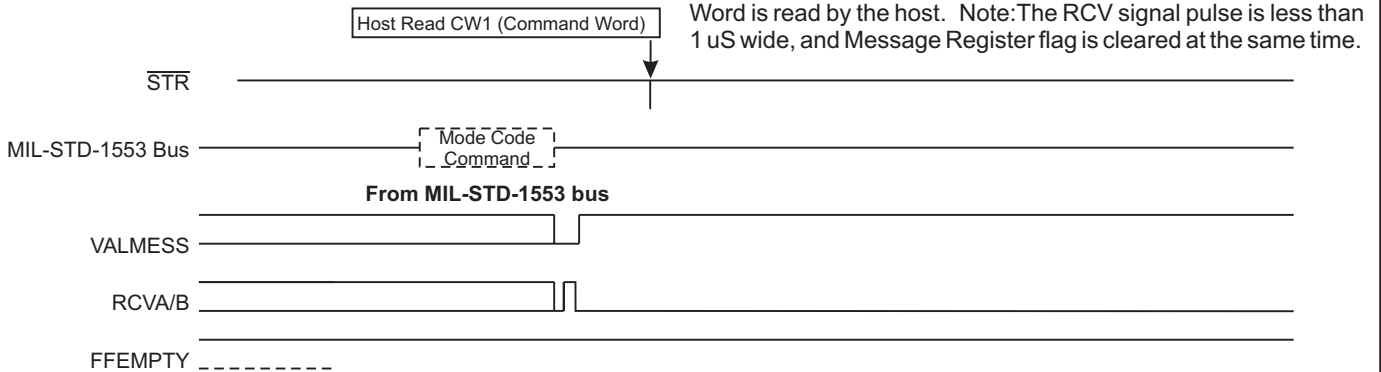 Host Read CW1 (Command Word)
Word is read by the host. Note:The RCV signal pulse is less than
1 uS wide, and Message Register flag is cleared at the same time.
STR
MIL-STD-1553 Bus
Mode Code
Command
From MIL-STD-1553 bus
VALMESS
RCVA/B
FFEMPTY